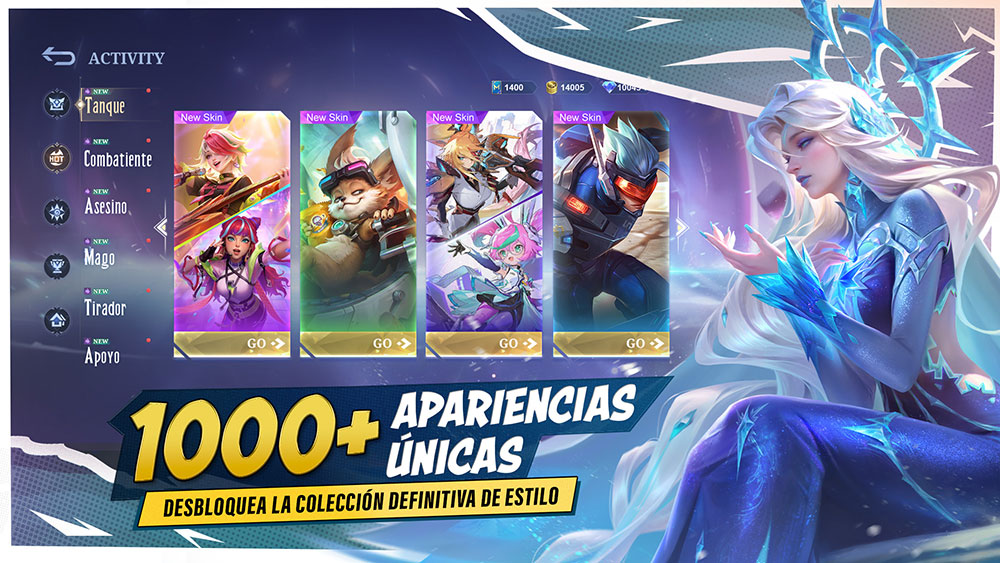 ACTIVITY
NEW
Tanque
1400
14005
NEW
HOT
Combatiente
NEW
Asesino
NEW
Mago
NEW
Tirador
NEW
Apoyo
New Skin
GO
New Skin
GO
New Skin
GO
New Skin
GO
1000+ APARIENCIAS
ÚNICAS
DESBLOQUEA LA COLECCIÓN DEFINITIVA DE ESTILO